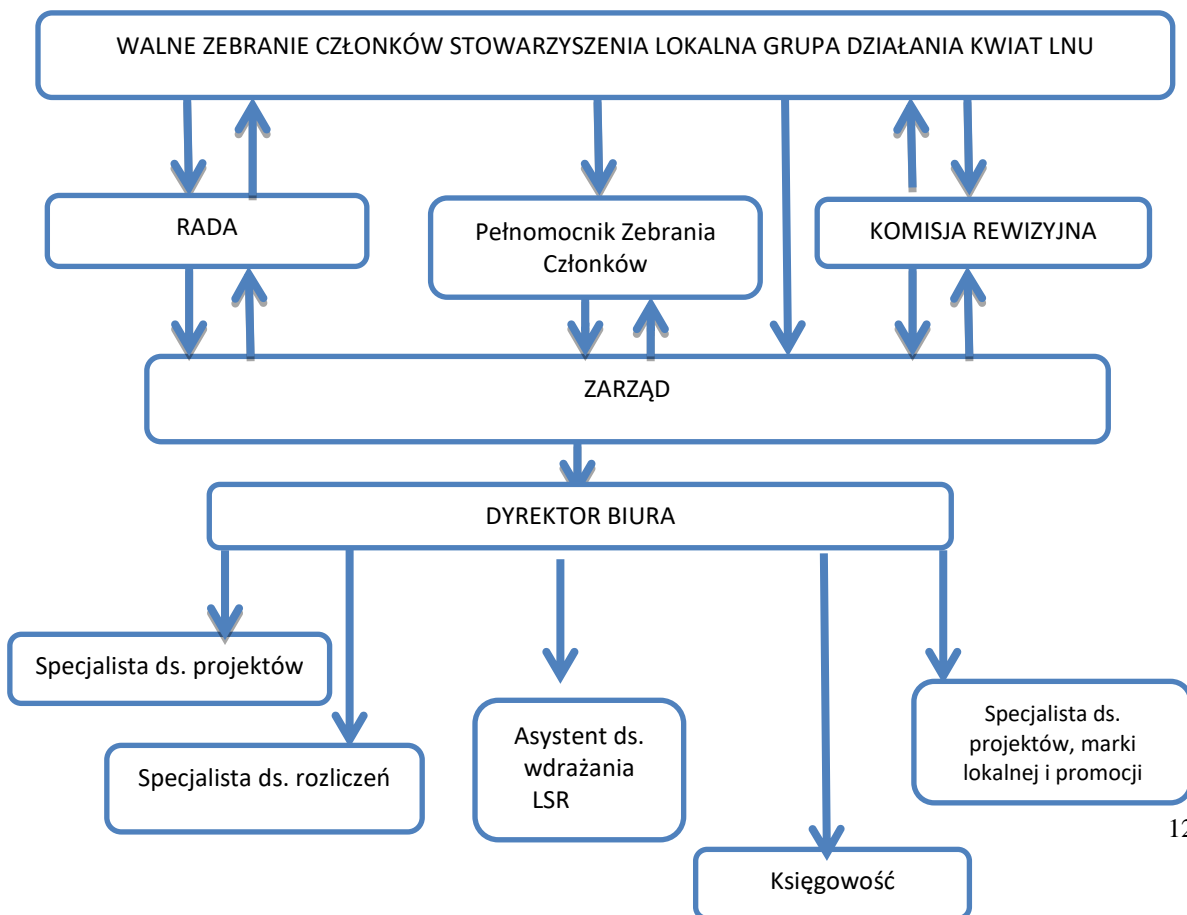 WALNE ZEBRANIE CZŁONKÓW STOWARZYSZENIA LOKALNA GRUPA DZIAŁANIA KWIAT LNU
RADA
Pełnomocnik Zebrania
Członków
KOMISJA REWIZYJNA
ZARZĄD
DYREKTOR BIURA
Specjalista ds. projektów
Specjalista ds. rozliczeń
Asystent ds.
wdrażania
LSR
Specjalista ds.
projektów, marki
lokalnej i promocji
Księgowość
12